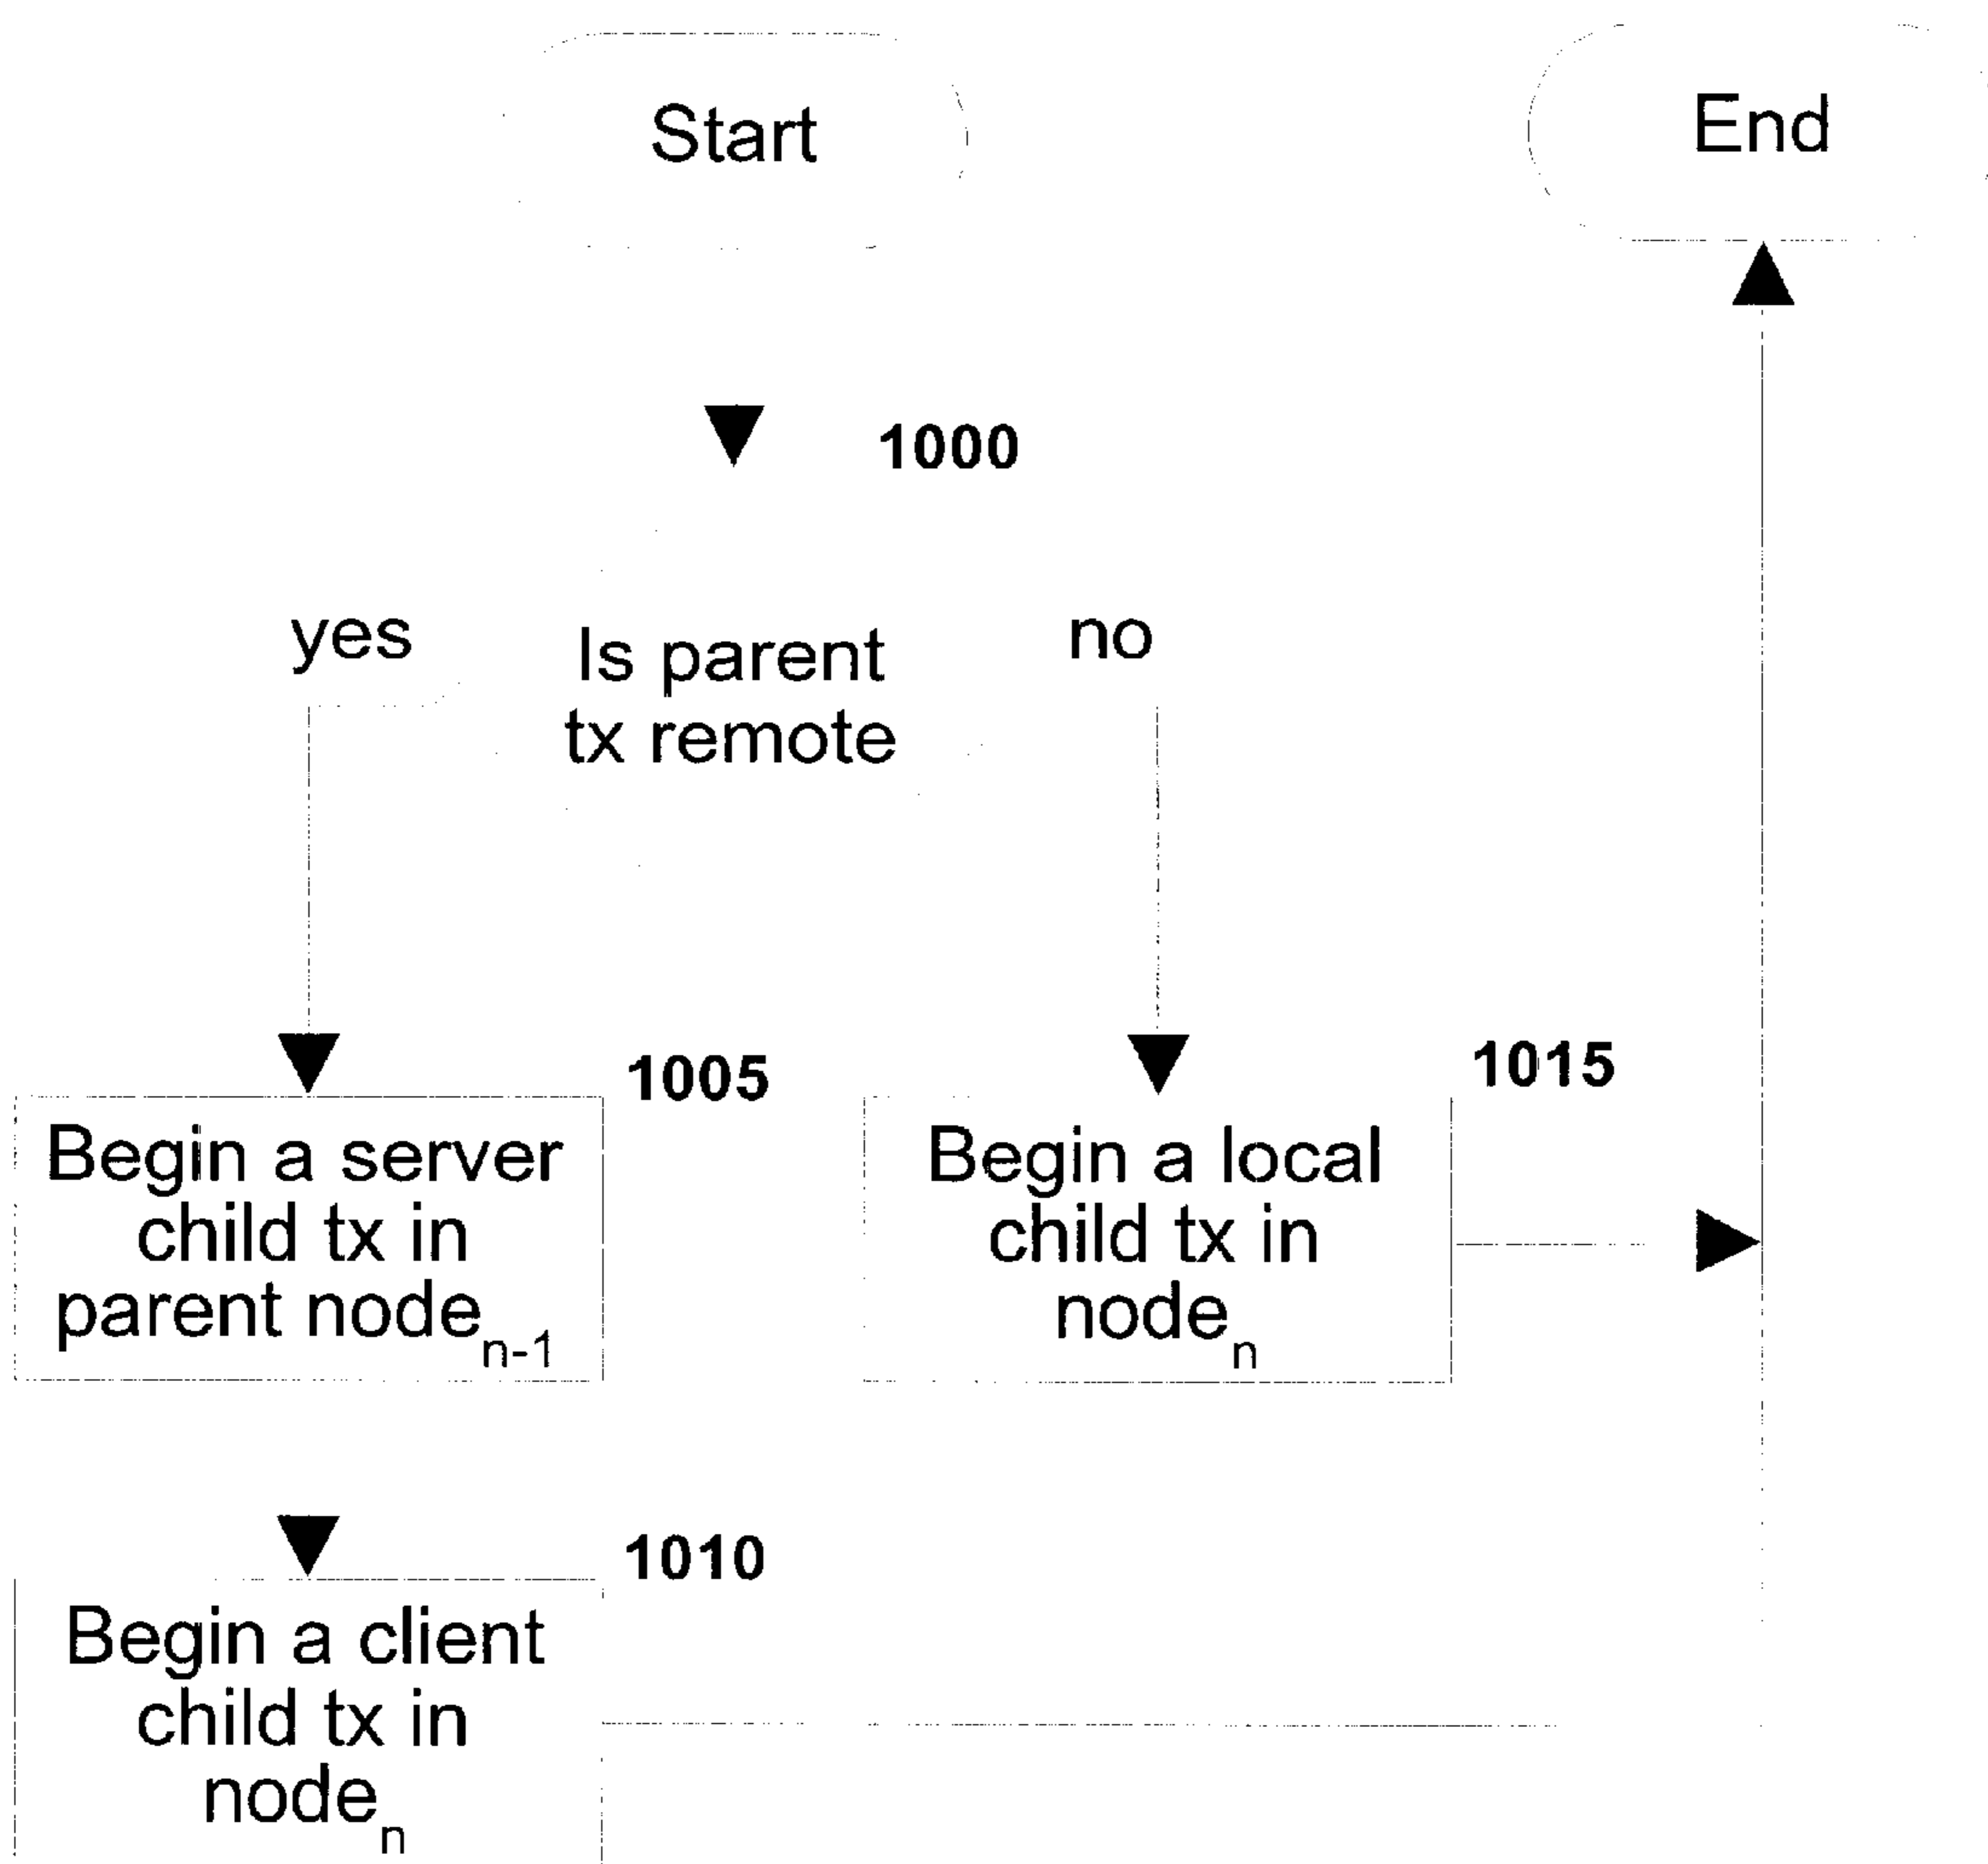 Start
End
1000
yes
Is parent
tx remote
no
1005
Begin a server
child tx in
parent node n-1
1015
Begin a local
child tx in
node n
1010
Begin a client
child tx in
node n